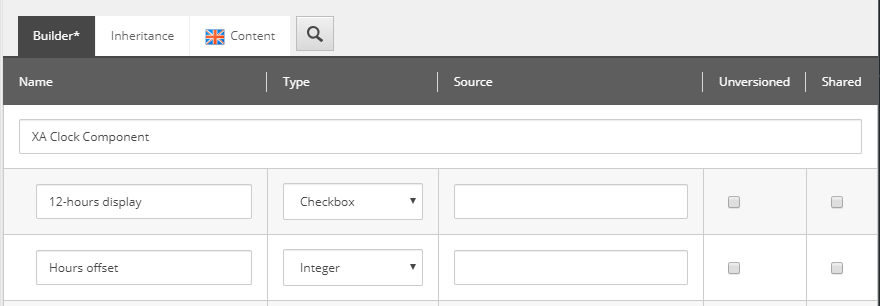 Builder* Inheritance Content
Name Type Source Unversioned Shared
XA Clock Component
12-hours display Checkbox
Hours offset Integer